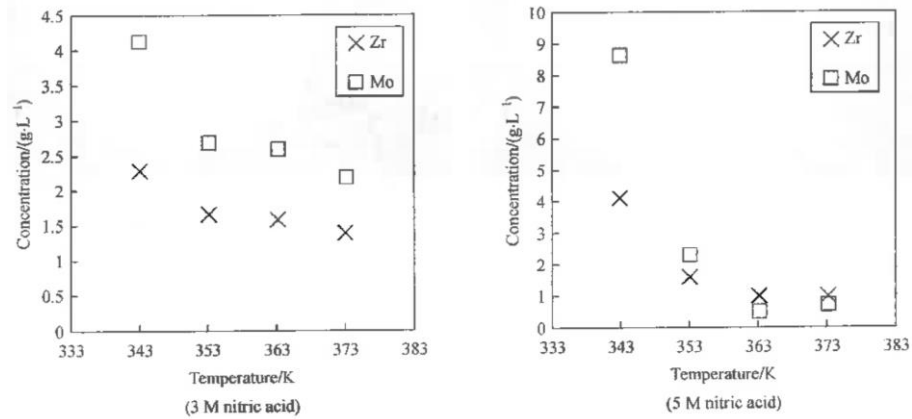 4.5
4
3.5
3
2.5
2
1.5
1
0.5
0
Concentration/(g·L⁻¹)
× Zr
□ Mo
333 343 353 363 373 383
Temperature/K
(3 M nitric acid)
10
9
8
7
6
5
4
3
2
1
0
Concentration/(g·L⁻¹)
× Zr
□ Mo
333 343 353 363 373 383
Temperature/K
(5 M nitric acid)